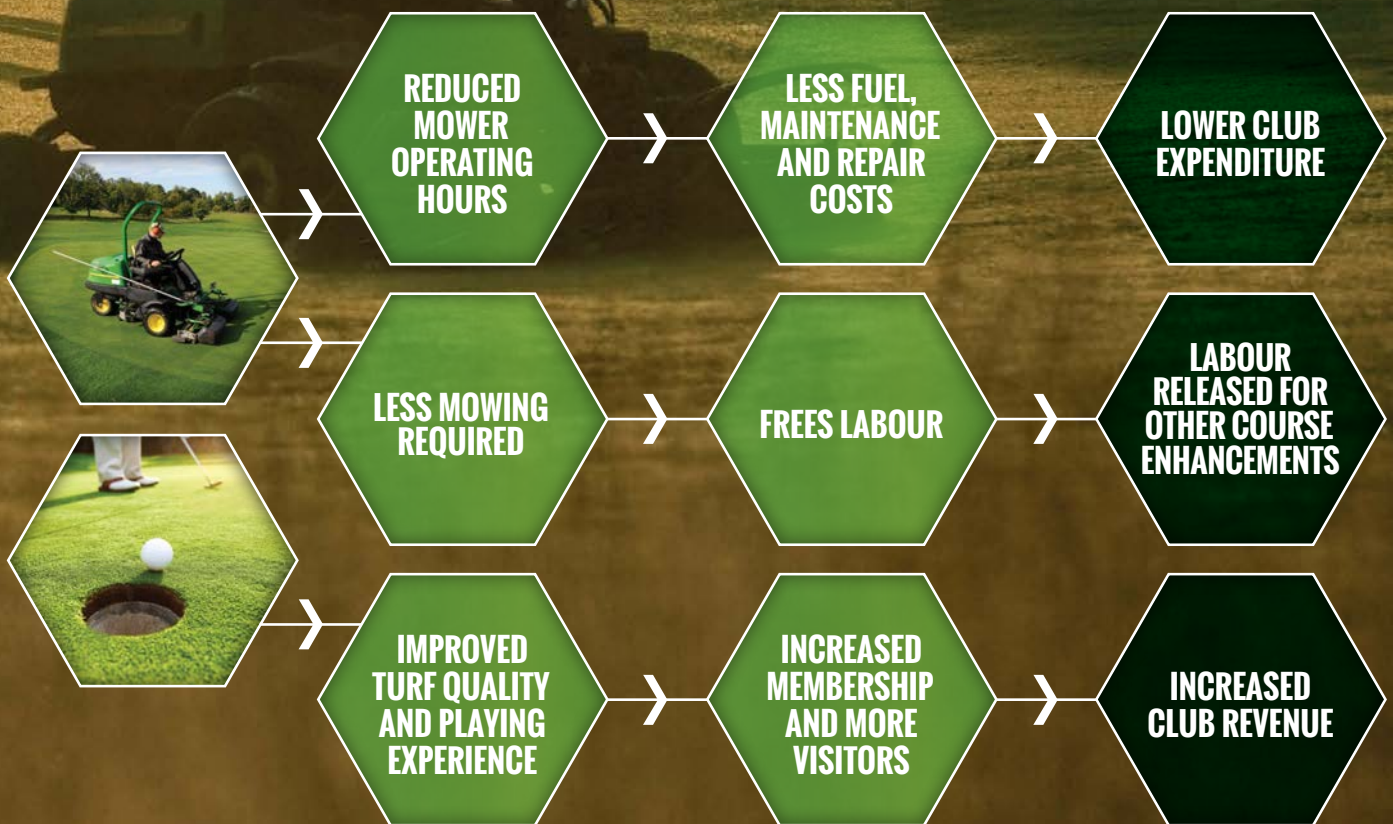 REDUCED
MOWER
OPERATING
HOURS
LESS FUEL,
MAINTENANCE
AND REPAIR
COSTS
LOWER CLUB
EXPENDITURE
LESS MOWING
REQUIRED
FREES LABOUR
LABOUR
RELEASED FOR
OTHER COURSE
ENHANCEMENTS
IMPROVED
TURF QUALITY
AND PLAYING
EXPERIENCE
INCREASED
MEMBERSHIP
AND MORE
VISITORS
INCREASED
CLUB REVENUE